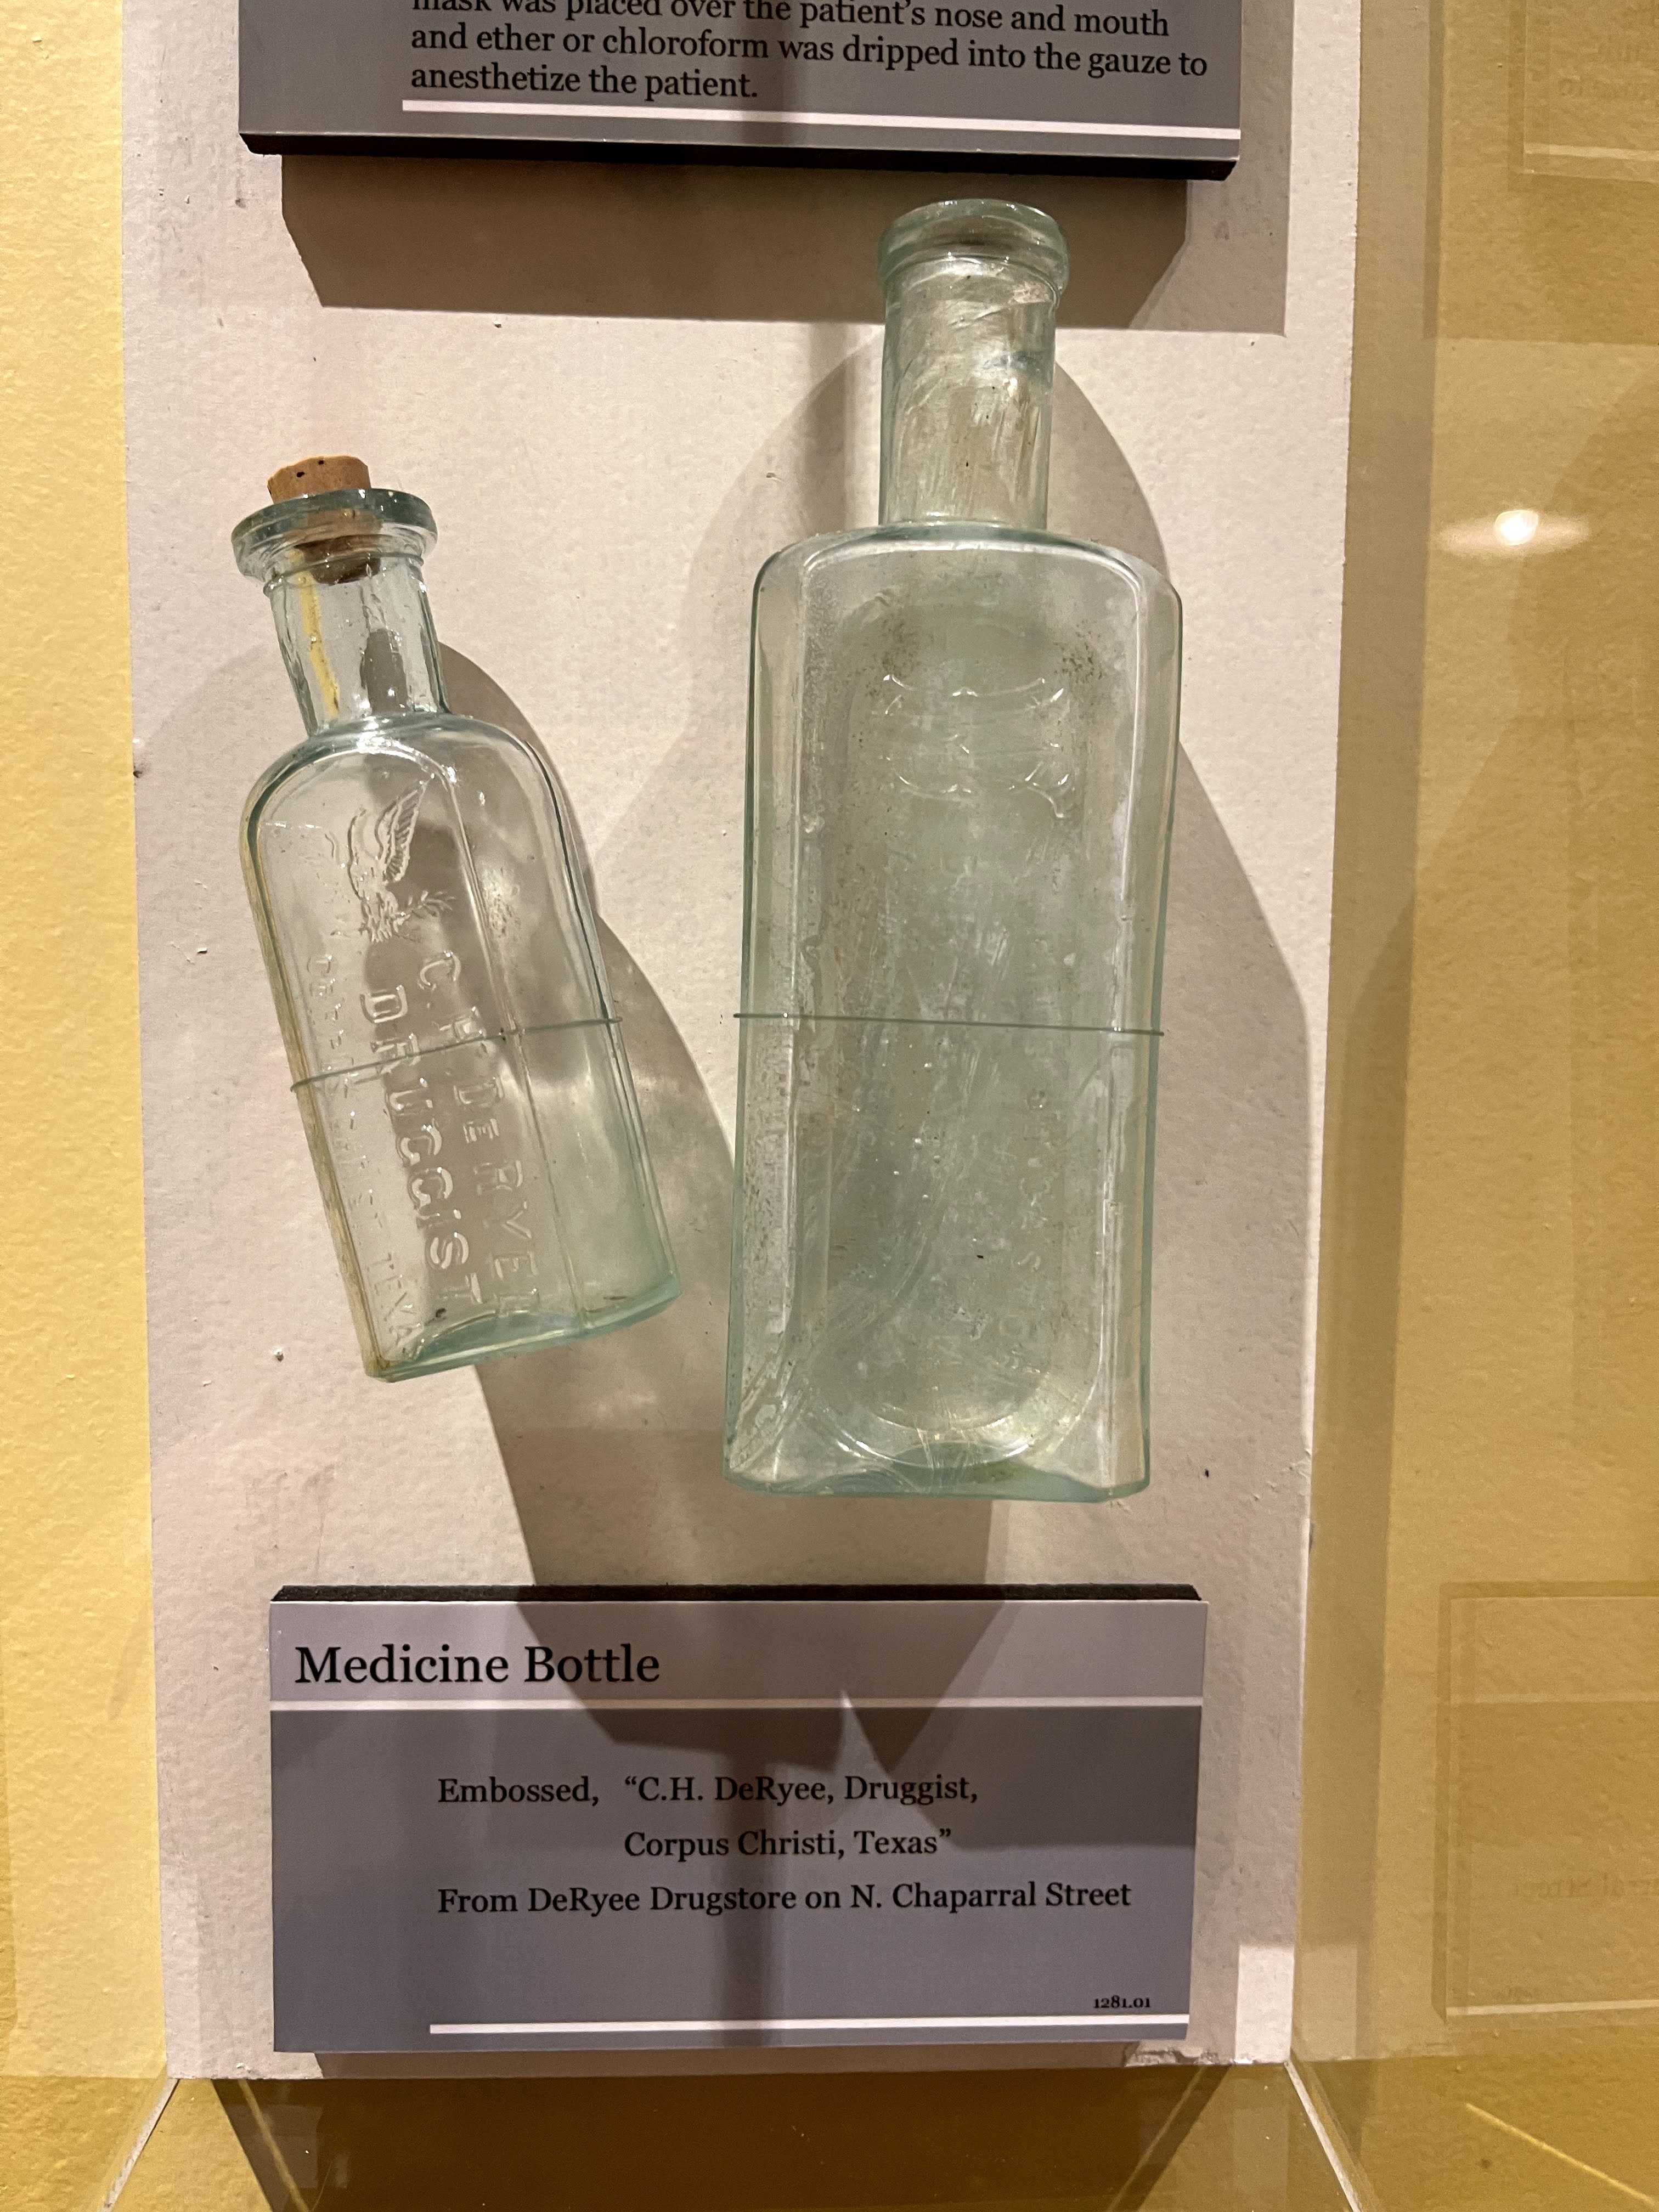 mask was placed over the patient's nose and mouth
and ether or chloroform was dripped into the gauze to
anesthetize the patient.
C. H. DERYEE
DRUGGIST
TEXAS
Medicine Bottle
Embossed, “C.H. DeRyee, Druggist,
Corpus Christi, Texas”
From DeRyee Drugstore on N. Chaparral Street
1281.01